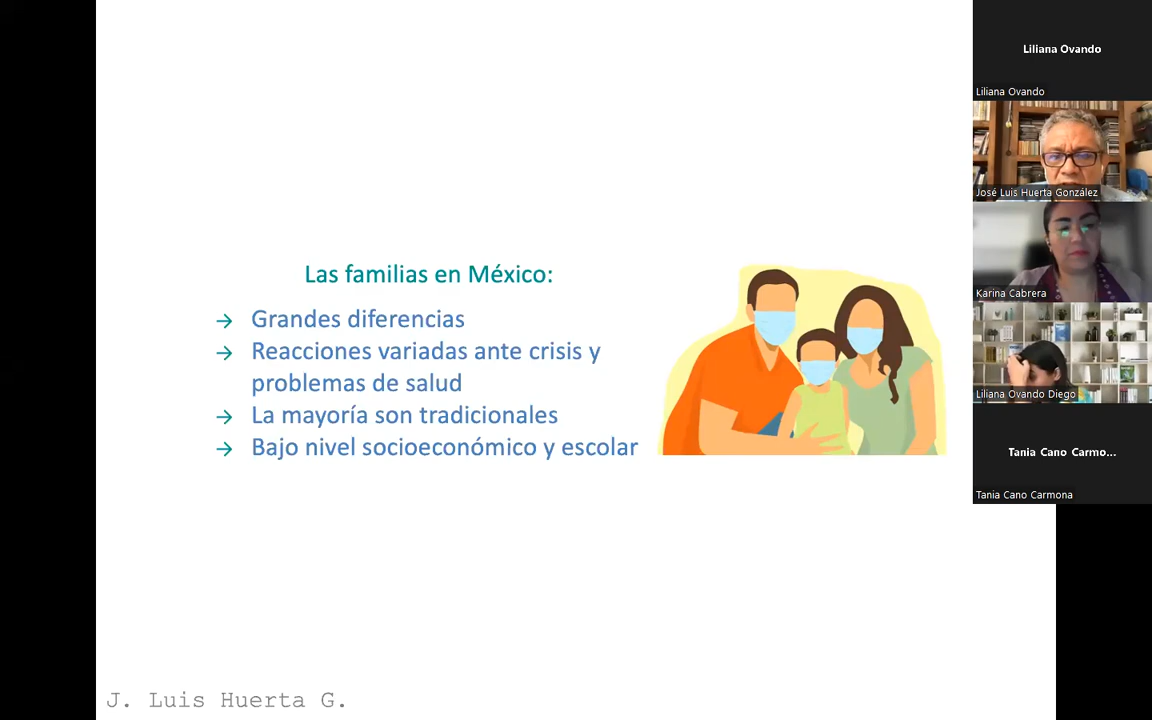 Las familias en México:
→ Grandes diferencias
→ Reacciones variadas ante crisis y
problemas de salud
→ La mayoría son tradicionales
→ Bajo nivel socioeconómico y escolar
J. Luis Huerta G.
Liliana Ovando
Liliana Ovando
José Luis Huerta González
Karina Cabrera
Liliana Ovando Diego
Tania Cano Carmo...
Tania Cano Carmona